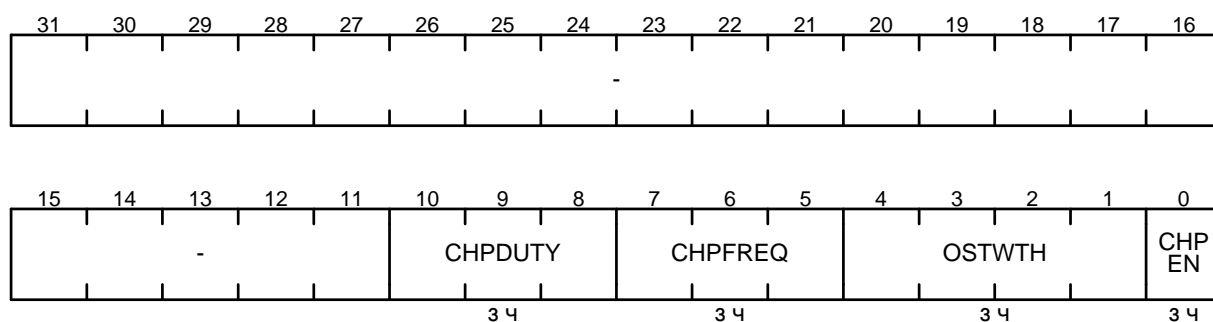 31 30 29 28 27 26 25 24 23 22 21 20 19 18 17 16
-
15 14 13 12 11 10 9 8 7 6 5 4 3 2 1 0
- CHPDUTY CHPFREQ OSTWTH CHP
EN
з ч з ч з ч з ч